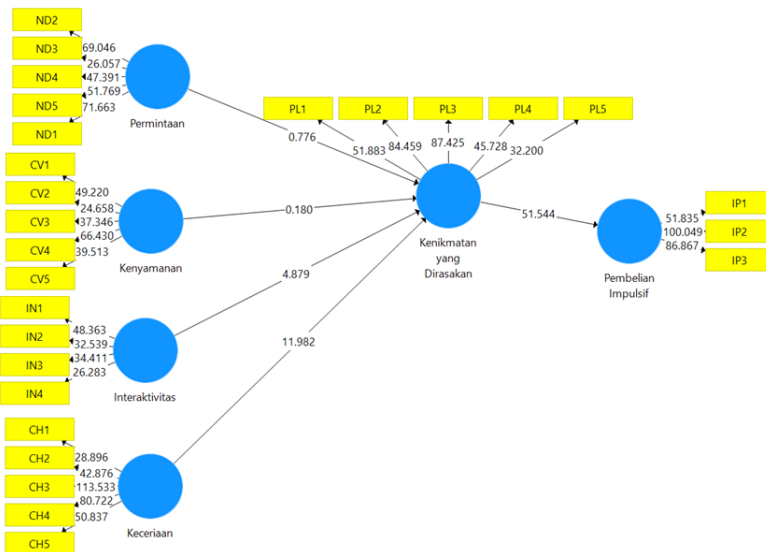 ND2
ND3
ND4
ND5
ND1
69.046
26.057
47.391
51.769
71.663
Permintaan
CV1
CV2
CV3
CV4
CV5
49.220
24.658
37.346
66.430
39.513
Kenyamanan
IN1
IN2
IN3
IN4
48.363
32.539
34.411
26.283
Interaktivitas
CH1
CH2
CH3
CH4
CH5
28.896
42.876
113.533
80.722
50.837
Keceriaan
0.776
0.180
4.879
11.982
PL1
PL2
PL3
PL4
PL5
51.883
84.459
87.425
45.728
32.200
Kenikmatan
yang
Dirasakan
51.544
Pembelian
Impulsif
51.835
100.049
86.867
IP1
IP2
IP3